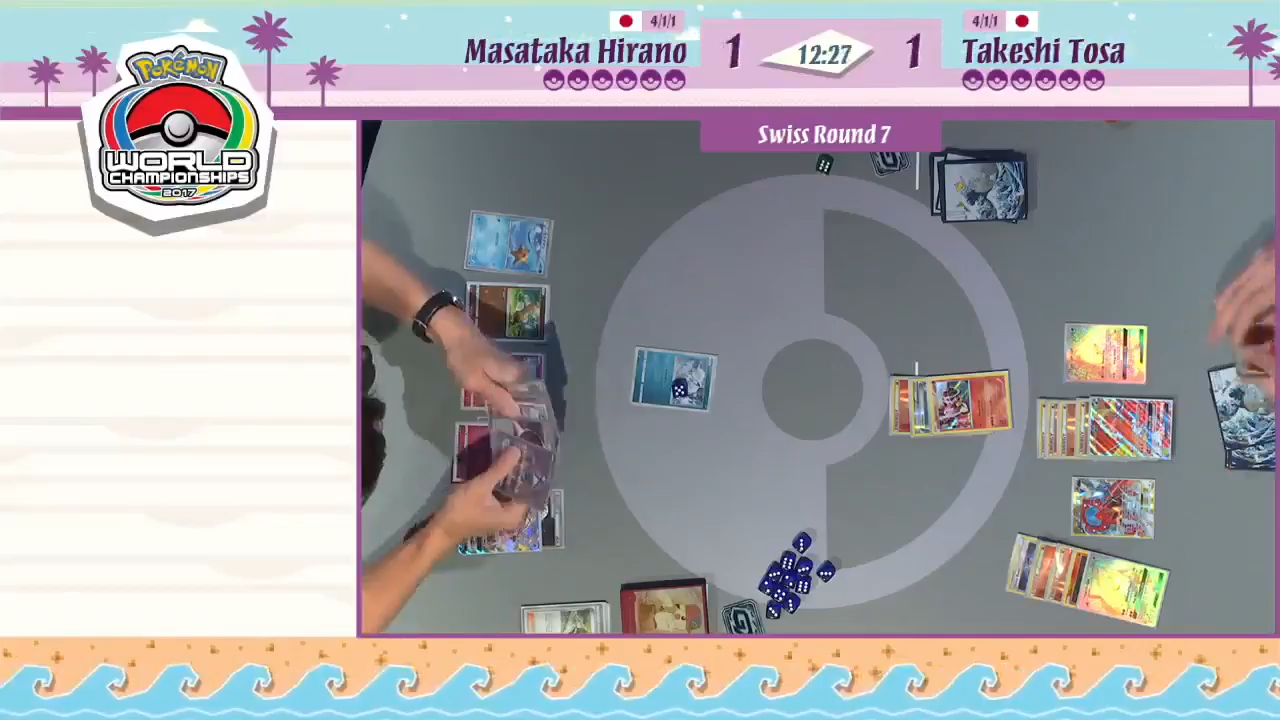 4/1/1
4/1/1
Masataka Hirano
1
12:27
1
Takeshi Tosa
Swiss Round 7
Pokémon
WORLD
CHAMPIONSHIPS
2017